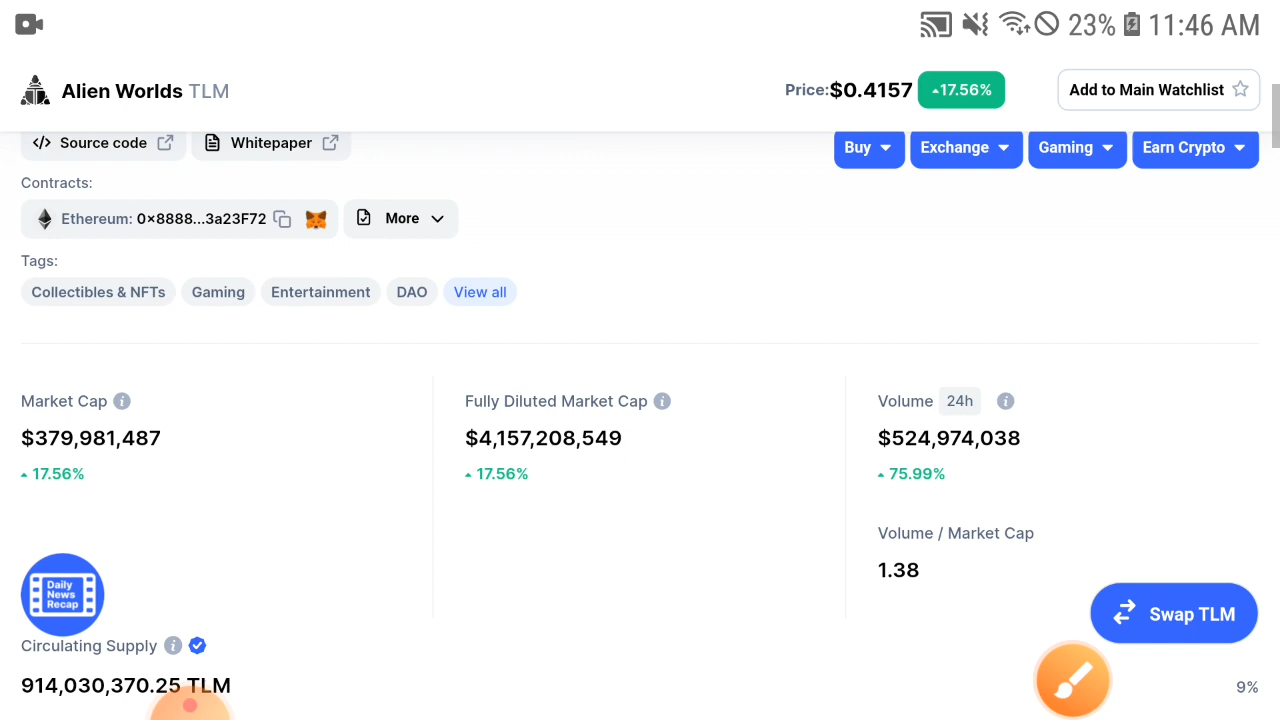 23% 11:46 AM
Alien Worlds TLM
Price:$0.4157 17.56%
Add to Main Watchlist
Source code
Whitepaper
Buy
Exchange
Gaming
Earn Crypto
Contracts:
Ethereum: 0×8888...3a23F72
More
Tags:
Collectibles & NFTs
Gaming
Entertainment
DAO
View all
Market Cap
$379,981,487
17.56%
Fully Diluted Market Cap
$4,157,208,549
17.56%
Volume 24h
$524,974,038
75.99%
Volume / Market Cap
1.38
Daily
News
Recap
Swap TLM
Circulating Supply
914,030,370.25 TLM
9%